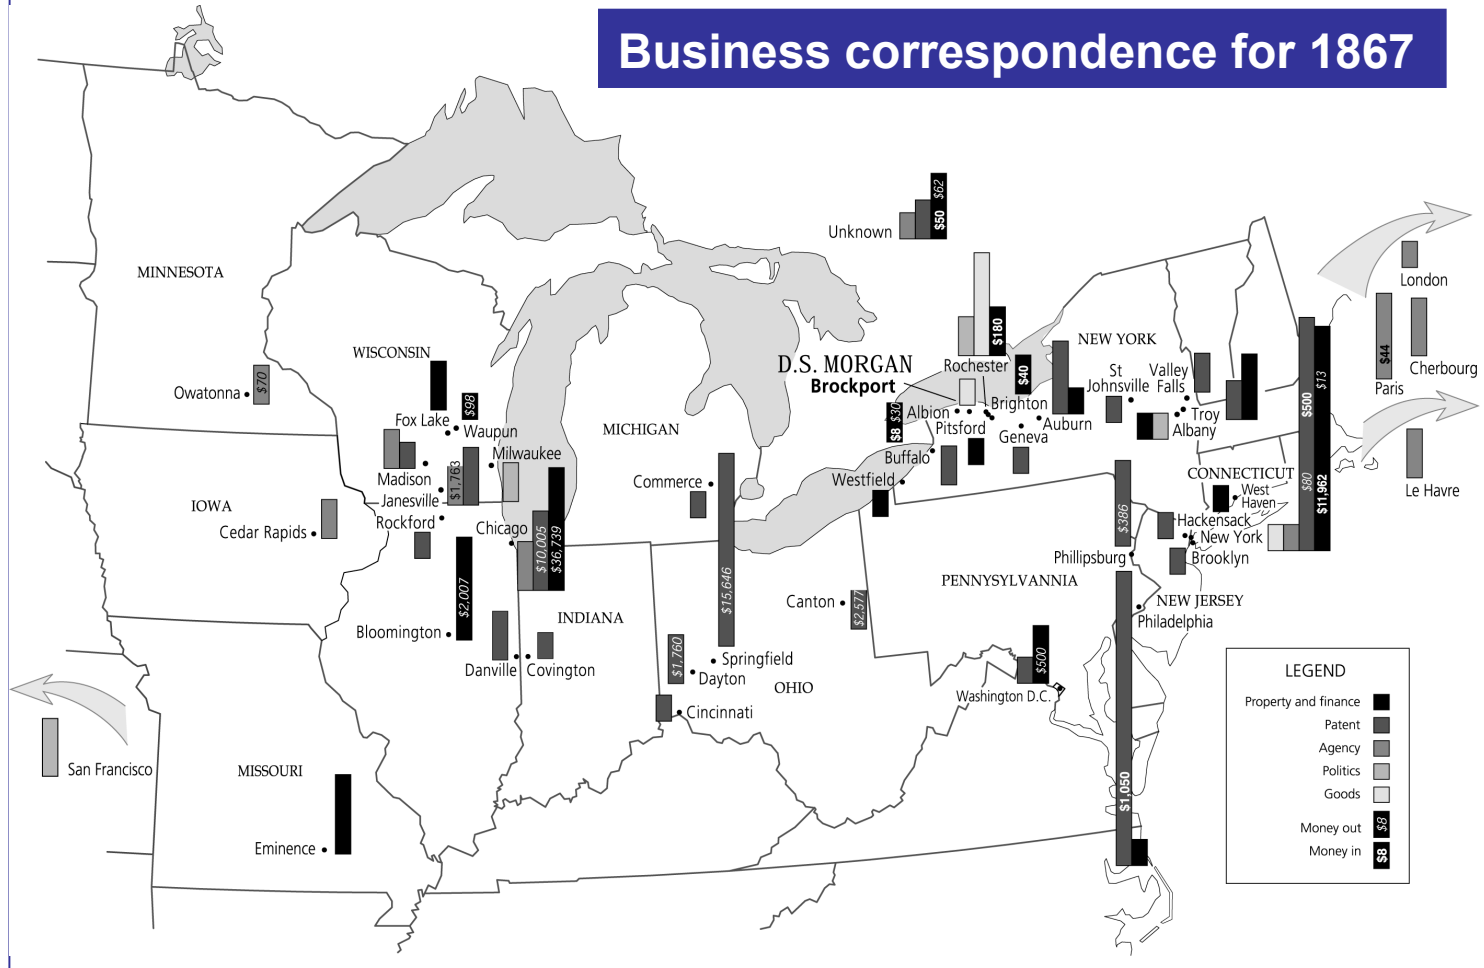 Business correspondence for 1867
$62
$50
Unknown
London
MINNESOTA
$180
NEW YORK
$44
Cherbourg
Paris
WISCONSIN
D.S. MORGAN
Rochester
Brockport
$40
St
Johnsville
Valley
Falls
$500
$13
Owatonna
$70
$98
Fox Lake
Waupun
MICHIGAN
$8
$30
Albion
Brighton
Pitsford
Auburn
Troy
Albany
Geneva
Milwaukee
Buffalo
Madison
$1,763
Janesville
Commerce
Westfield
CONNECTICUT
$80
$11,962
West
Haven
Le Havre
IOWA
Rockford
Cedar Rapids
Chicago
$10,005
$36,739
$386
Hackensack
New York
Phillipsburg
Brooklyn
$2,007
$15,646
PENNYSYLVANNIA
Canton
$2,577
NEW JERSEY
Philadelphia
INDIANA
Bloomington
$1,760
$500
Danville
Covington
Springfield
Dayton
OHIO
Washington D.C.
Cincinnati
San Francisco
MISSOURI
$1,050
Eminence
LEGEND
Property and finance
Patent
Agency
Politics
Goods
Money out $8
Money in $8